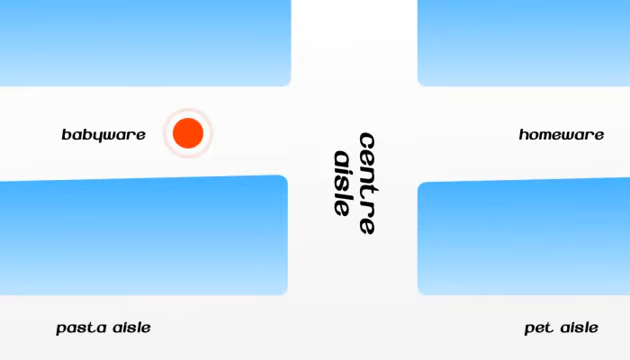 babyware
homeware
centre
aisle
pasta aisle
pet aisle